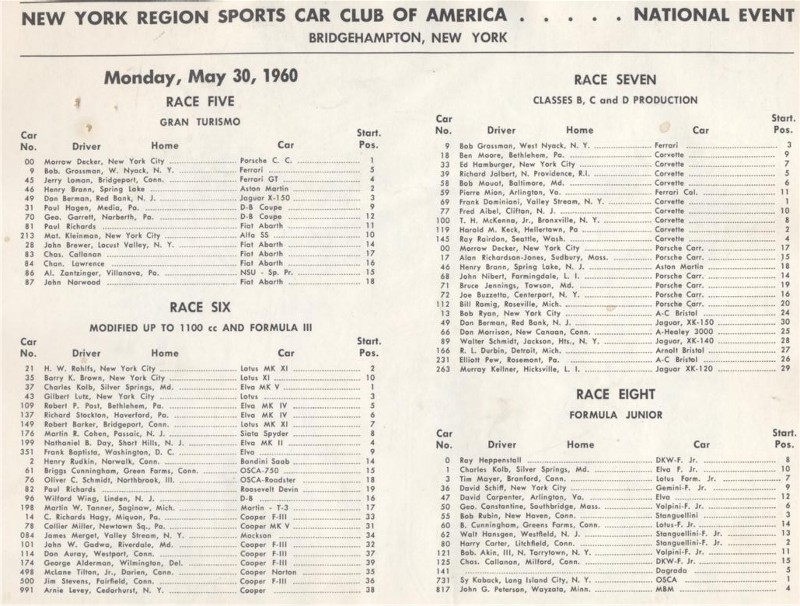 NEW YORK REGION SPORTS CAR CLUB OF AMERICA . . . . . NATIONAL EVENT
BRIDGEHAMPTON, NEW YORK
Monday, May 30, 1960
RACE FIVE
GRAN TURISMO
Car No. Driver Home Car Start. Pos.
00 Morrow Decker, New York City Porsche C. C. 1
9 Bob. Grossman, W. Nyack, N. Y. Ferrari 5
45 Jerry Loman, Bridgeport, Conn. Ferrari GT 4
46 Henry Brann, Spring Lake Aston Martin 2
49 Don Berman, Red Bank, N. J. Jaguar X-150 3
31 Paul Hagen, Media, Pa. D-B Coupe 9
70 Geo. Garrett, Narberth, Pa. D-B Coupe 12
81 Paul Richards Fiat Abarth 11
213 Mat. Kleinman, New York City Alfa SS 10
28 John Brewer, Locust Valley, N. Y. Fiat Abarth 14
83 Chas. Callanan Fiat Abarth 17
84 Chan. Lawrence Fiat Abarth 16
86 Al. Zantzinger, Villanova, Pa. NSU - Sp. Pr. 15
87 John Norwood Fiat Abarth 18
RACE SIX
MODIFIED UP TO 1100 cc AND FORMULA III
Car No. Driver Home Car Start. Pos.
21 H. W. Rohlfs, New York City Lotus MK XI 2
35 Barry K. Brown, New York City Lotus XI 10
37 Charles Kolb, Silver Springs, Md. Elva MK V 1
43 Gilbert Lutz, New York City Lotus 3
109 Robert P. Post, Bethlehem, Pa. Elva MK IV 5
137 Richard Stockton, Haverford, Pa. Elva MK IV 6
149 Robert Barker, Bridgeport, Conn. Lotus MK XI 7
176 Martin R. Cohen, Passaic, N. J. Siata Spyder 8
199 Nathaniel B. Day, Short Hills, N. J. Elva MK II 4
351 Frank Baptista, Washington, D. C. Elva 9
2 Henry Rudkin, Norwalk, Conn. Bandini Saab 14
61 Briggs Cunningham, Green Farms, Conn. OSCA-750 15
76 Oliver C. Schmidt, Northbrook, Ill. OSCA-Roadster 18
82 Paul Richards Roosevelt Devin 19
96 Wilford Wing, Linden, N. J. D-B 16
198 Martin W. Tanner, Saginaw, Mich. Martin - T-3 17
14 C. Richards Hagy, Miquon, Pa. Cooper F-III 33
78 Collier Miller, Newtown Sq., Pa. Cooper MK V 31
084 James Mergel, Valley Stream, N. Y. Mackson 34
101 John W. Godwa, Riverdale, Md. Cooper F-III 32
114 Don Auray, Westport, Conn. Cooper F-III 37
174 George Alderman, Wilmington, Del. Cooper F-III 39
498 McLane Tilton, Jr., Darien, Conn. Cooper Norton 35
500 Jim Stevens, Fairfield, Conn. Cooper F-III 36
991 Arnie Levey, Cedarhurst, N. Y. Cooper 38
RACE SEVEN
CLASSES B, C and D PRODUCTION
Car No. Driver Home Car Start. Pos.
9 Bob Grossman, West Nyack, N. Y. Ferrari 3
18 Ben Moore, Bethlehem, Pa. Corvette 9
33 Ed Hamburger, New York City Corvette 7
39 Richard Jalbert, N. Providence, R.I. Corvette 5
58 Bob Mouat, Baltimore, Md. Corvette 6
59 Pierre Mion, Arlington, Va. Ferrari Cal. 11
69 Frank Dominioni, Valley Stream, N. Y. Corvette 1
77 Fred Aibel, Clifton, N. J. Corvette 10
100 T. H. McKenna, Jr., Bronxville, N. Y. Corvette 8
119 Harold M. Keck, Hellertown, Pa Corvette 2
145 Ray Rairdon, Seattle, Wash. Corvette 4
00 Morrow Decker, New York City Porsche Carr. 17
17 Alan Richardson-Jones, Sudbury, Mass. Porsche Carr. 15
46 Henry Brann, Spring Lake, N. J. Aston Martin 18
68 John Nibert, Farmingdale, L. I. Porsche Carr. 14
71 Bruce Jennings, Towson, Md. Porsche Carr. 19
72 Joe Buzzetta, Centerport, N. Y. Porsche Carr. 16
112 Bill Romig, Roseville, Mich. Porsche Carr. 20
13 Bob Ryan, New York City A-C Bristol 24
49 Don Berman, Red Bank, N. J. Jaguar, XK-150 30
66 Don Morrison, New Canaan, Conn. A-Healey 3000 25
89 Walter Schmidt, Jackson, Hts., N. Y. Jaguar, XK-140 28
166 R. L. Durbin, Detroit, Mich. Arnolt Bristol 27
231 Elliott Pew, Rosemont, Pa. A-C Bristol 26
263 Murray Kellner, Hicksville, L. I. Jaguar XK-120 29
RACE EIGHT
FORMULA JUNIOR
Car No. Driver Home Car Start. Pos.
0 Ray Heppenstall DKW-F. Jr. 8
1 Charles Kolb, Silver Springs, Md. Elva F. Jr. 10
3 Tim Mayer, Branford, Conn. Lotus Form. Jr. 7
36 David Schiff, New York City Gemini-F. Jr. 9
47 David Carpenter, Arlington, Va. Elva 12
50 Geo. Constantine, Southbridge, Mass. Volpini-F. Jr. 6
55 Bob Rubin, New Haven, Conn. Stanguellini 3
60 B. Cunningham, Greens Farms, Conn. Lotus-F. Jr. 14
62 Walt Hansgen, Westfield, N. J. Stanguellini-F. Jr. 13
80 Harry Carter, Litchfield, Conn. Stanguellini-F. Jr. 2
121 Bob. Akin, III, N. Tarrytown, N. Y. Volpini-F. Jr. 11
125 Chas. Callanan, Milford, Conn. DKW-F. Jr. 15
141 Dagrada 5
731 Sy Kaback, Long Island City, N. Y. OSCA 1
817 John G. Peterson, Wayzata, Minn. MBM 4